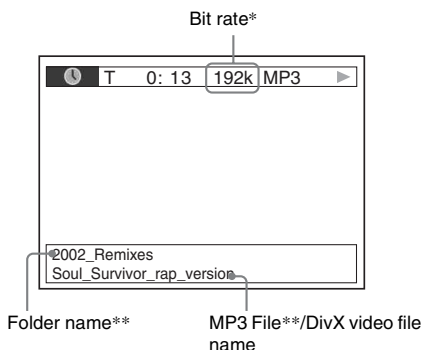 Bit rate*
T 0: 13 192k MP3
2002_Remixes
Soul_Survivor_rap_version
Folder name**
MP3 File**/DivX video file
name